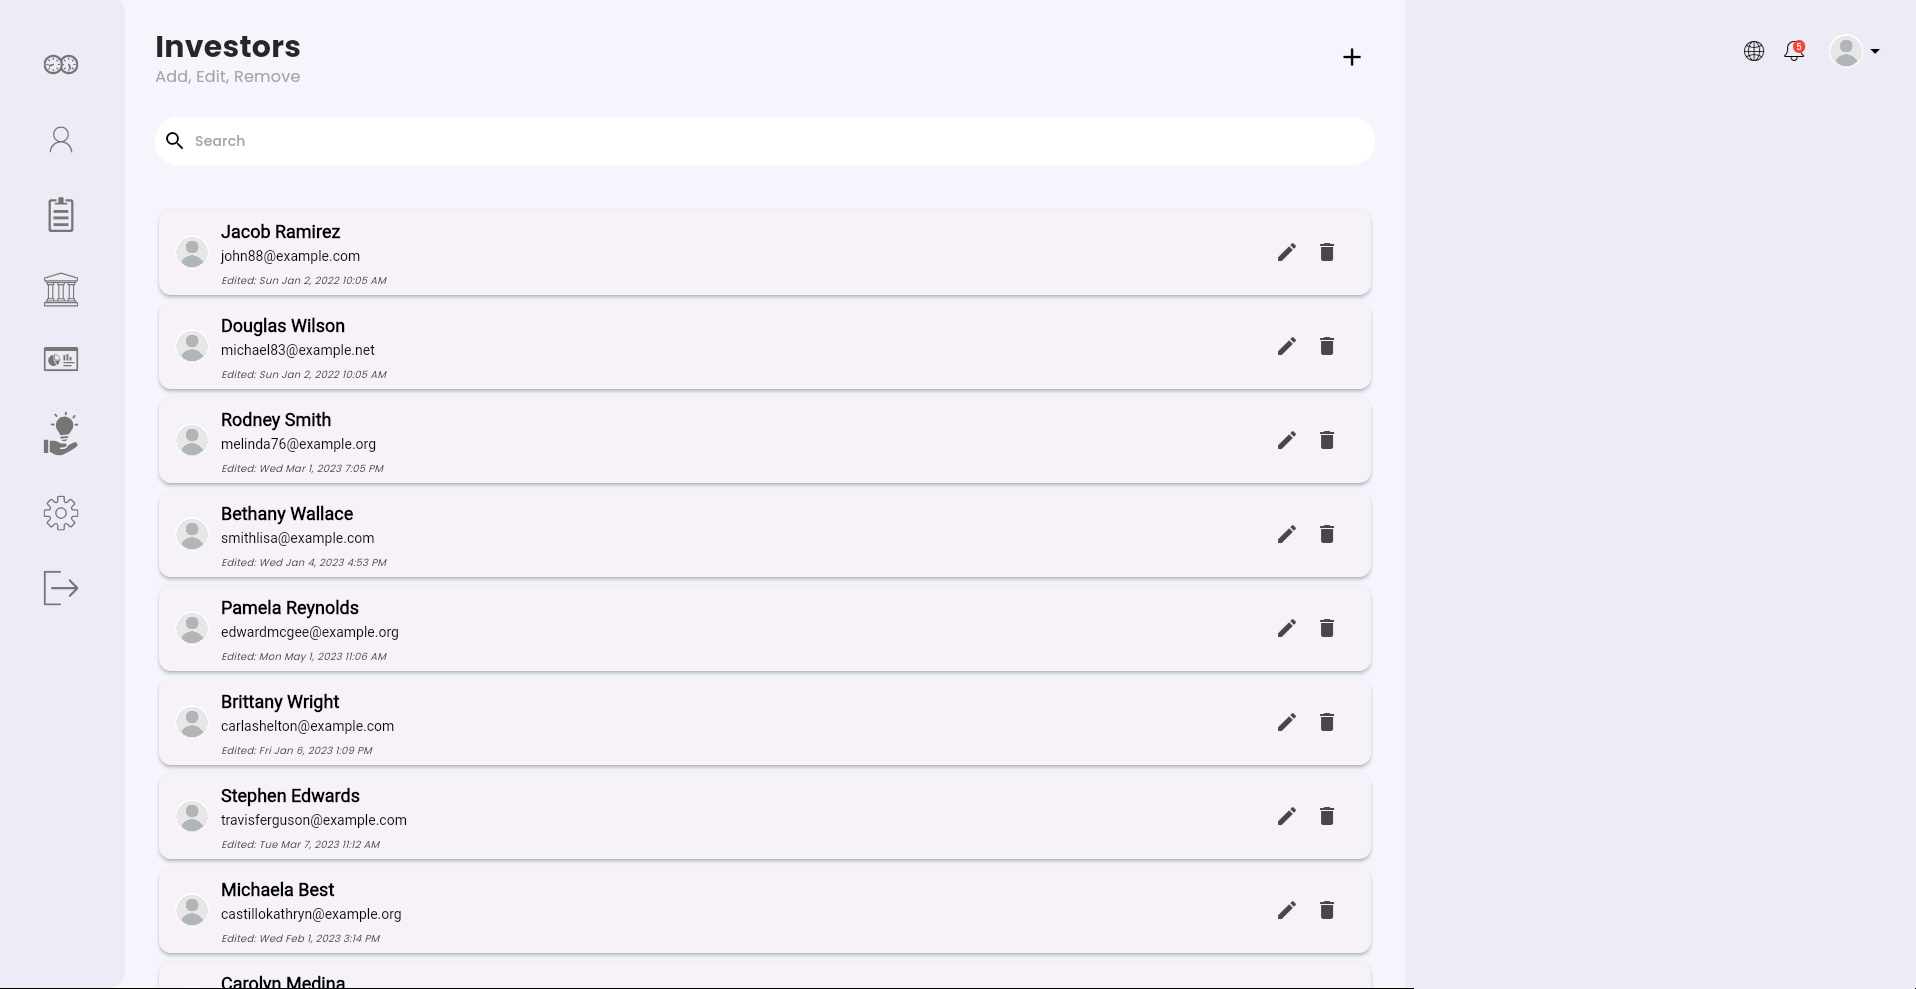 Investors
Add, Edit, Remove
5
Search
Jacob Ramirez
john88@example.com
Edited: Sun Jan 2, 2022 10:05 AM
Douglas Wilson
michael83@example.net
Edited: Sun Jan 2, 2022 10:05 AM
Rodney Smith
melinda76@example.org
Edited: Wed Mar 1, 2023 7:05 PM
Bethany Wallace
smithlisa@example.com
Edited: Wed Jan 4, 2023 4:53 PM
Pamela Reynolds
edwardmcgee@example.org
Edited: Mon May 1, 2023 11:06 AM
Brittany Wright
carlashelton@example.com
Edited: Fri Jan 6, 2023 1:09 PM
Stephen Edwards
travisferguson@example.com
Edited: Tue Mar 7, 2023 11:12 AM
Michaela Best
castillokathryn@example.org
Edited: Wed Feb 1, 2023 3:14 PM
Carolyn Medina